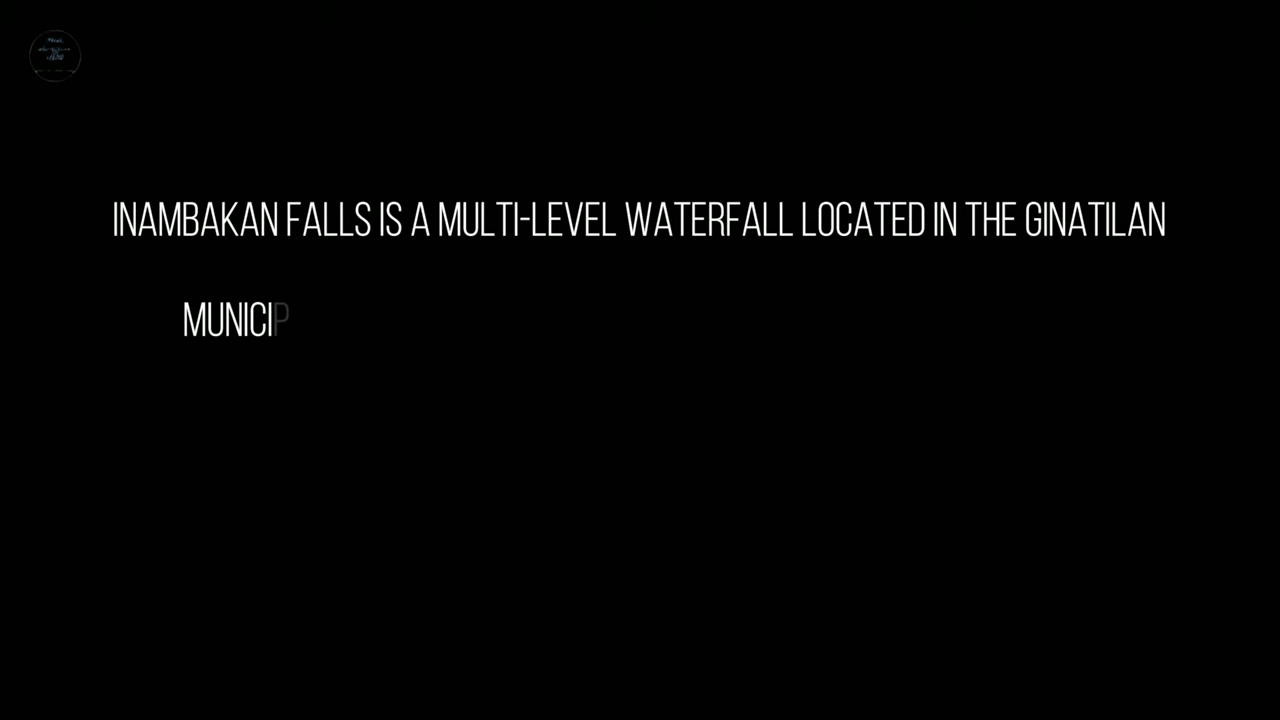 INAMBAKAN FALLS IS A MULTI-LEVEL WATERFALL LOCATED IN THE GINATILAN
MUNICIP